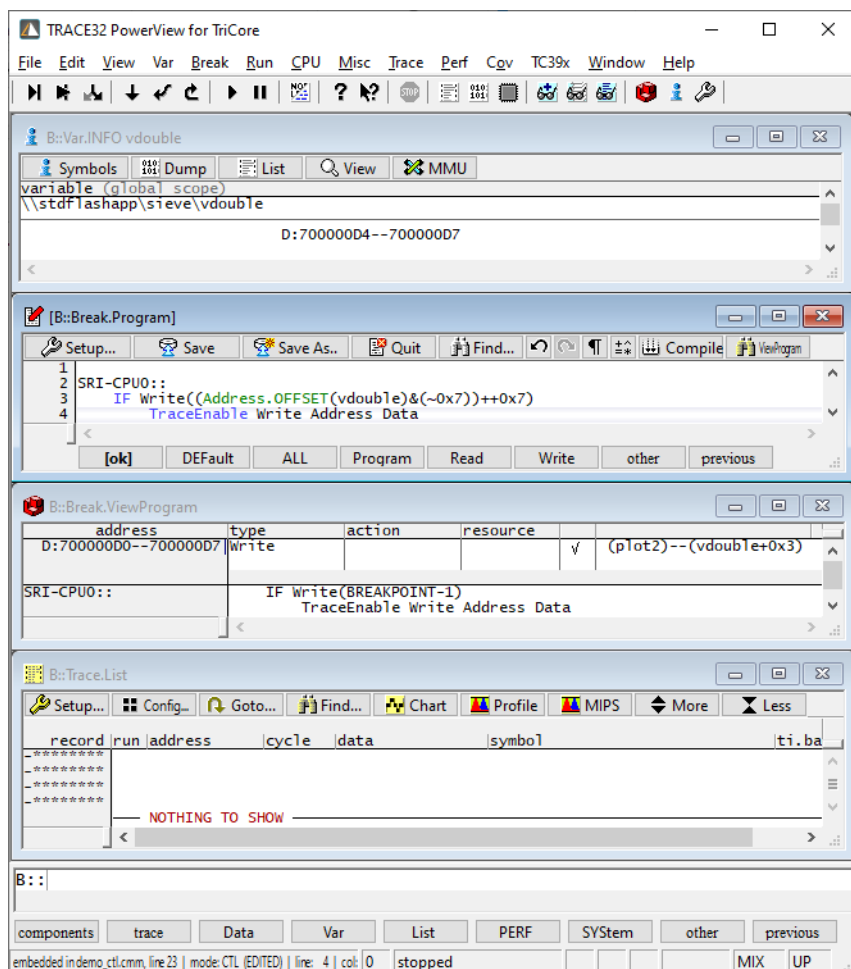 TRACE32 PowerView for TriCore
File Edit View Var Break Run CPU Misc Trace Perf Cov TC39x Window Help
B::Var.INFO vdouble
Symbols Dump List View MMU
variable (global scope)
\\stdflashapp\sieve\vdouble
D:700000D4--700000D7
[B::Break.Program]
Setup... Save Save As.. Quit Find... Compile ViewProgram
1
2 SRI-CPU0::
3 IF Write((Address.OFFSET(vdouble)&(~0x7))++0x7)
4 TraceEnable Write Address Data
[ok] DEFault ALL Program Read Write other previous
B::Break.ViewProgram
address type action resource
D:700000D0--700000D7 Write √ (plot2)--(vdouble+0x3)
SRI-CPU0:: IF Write(BREAKPOINT-1)
TraceEnable Write Address Data
B::Trace.List
Setup... Config... Goto... Find... Chart Profile MIPS More Less
record run address cycle data symbol ti.ba
-********
-********
-********
-********
NOTHING TO SHOW
B::
components trace Data Var List PERF SYStem other previous
embedded in demo_ctl.cmm, line 23 | mode: CTL (EDITED) | line: 4 | col: 0 stopped MIX UP